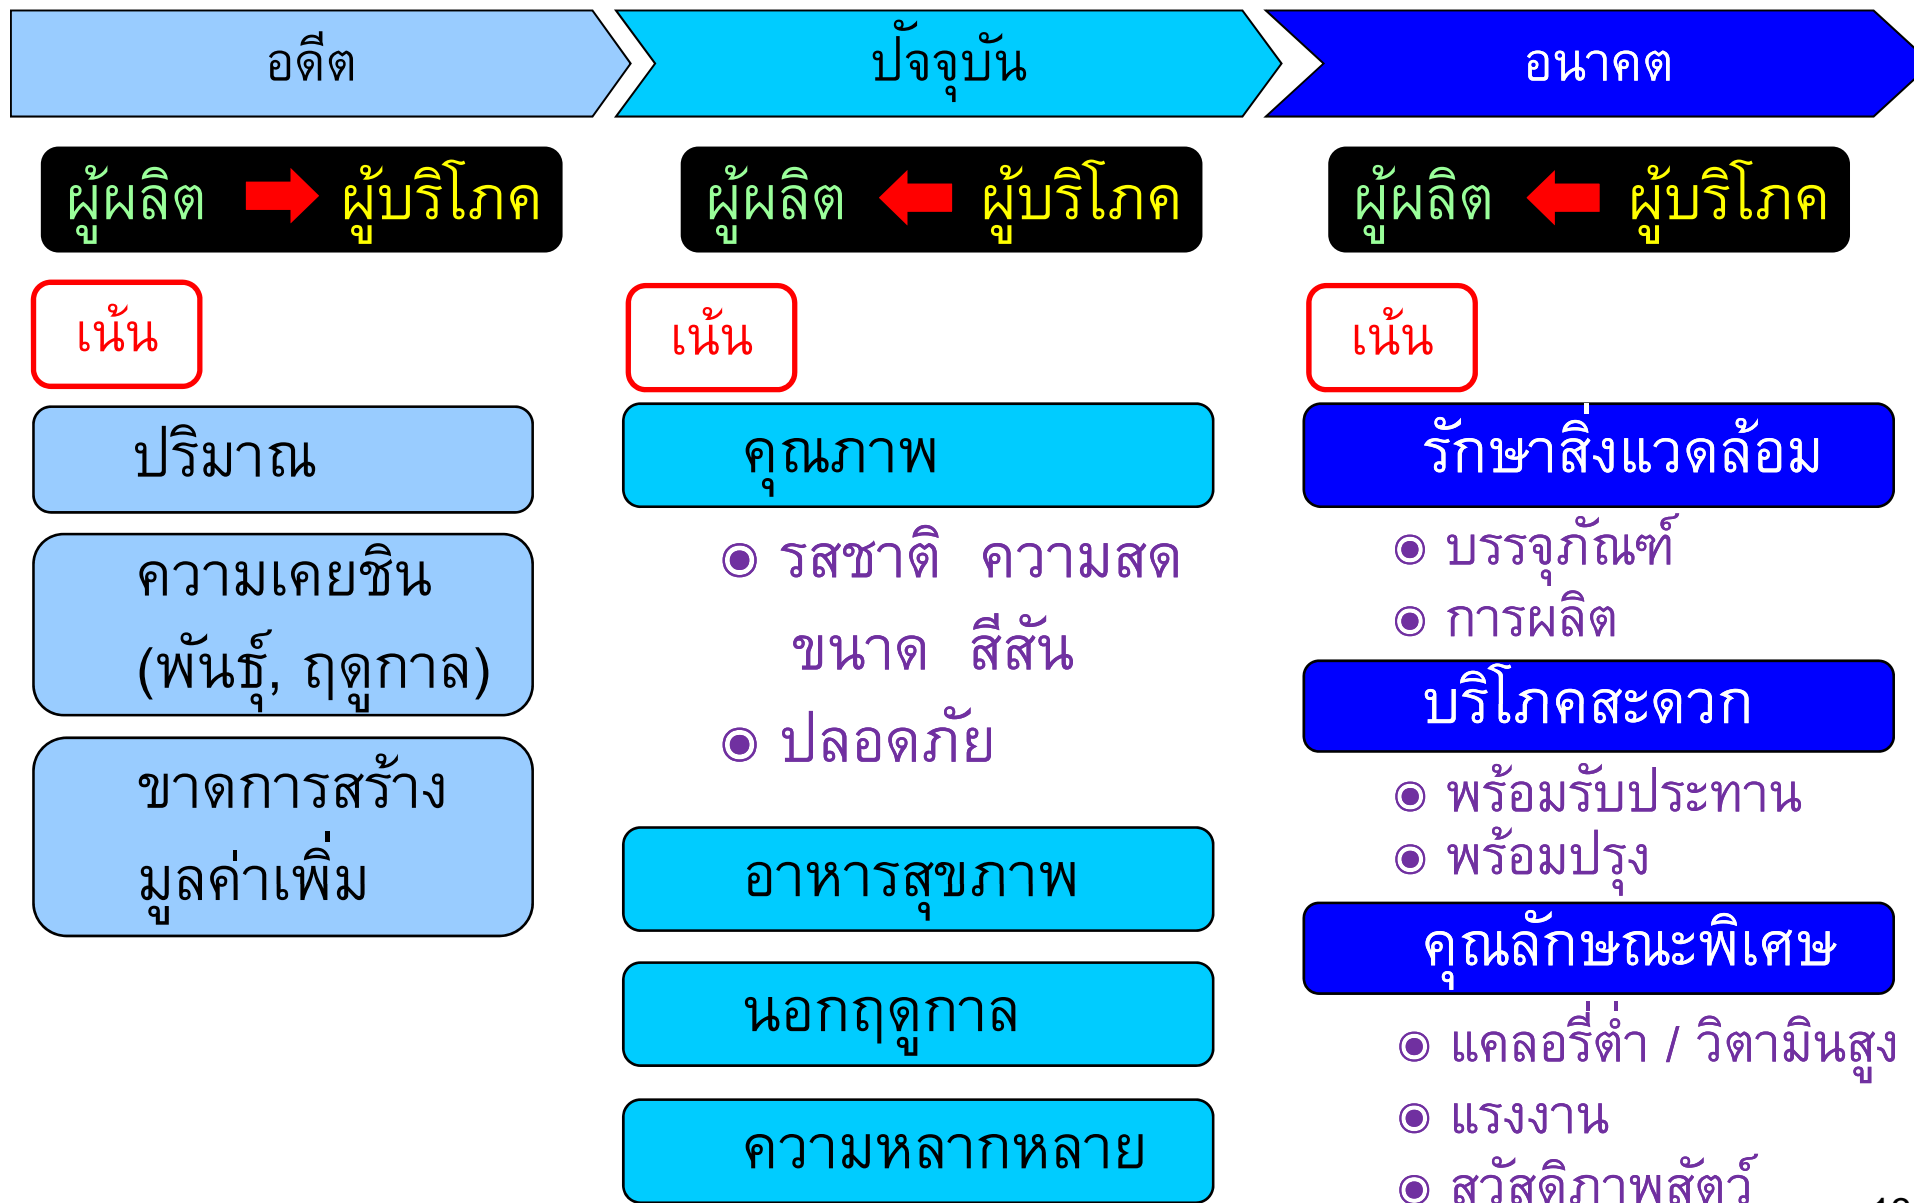 อดีต
ปัจจุบัน
อนาคต
ผู้ผลิต ผู้บริโภค
ผู้ผลิต ผู้บริโภค
ผู้ผลิต ผู้บริโภค
เน้น
ปริมาณ
ความเคยชิน
(พันธุ์, ฤดูกาล)
ขาดการสร้าง
มูลค่าเพิ่ม
เน้น
คุณภาพ
รสชาติ ความสด
ขนาด สีสัน
ปลอดภัย
อาหารสุขภาพ
นอกฤดูกาล
ความหลากหลาย
เน้น
รักษาสิ่งแวดล้อม
บรรจุภัณฑ์
การผลิต
บริโภคสะดวก
พร้อมรับประทาน
พร้อมปรุง
คุณลักษณะพิเศษ
แคลอรี่ต่ำ / วิตามินสูง
แรงงาน
สวัสดิภาพสัตว์